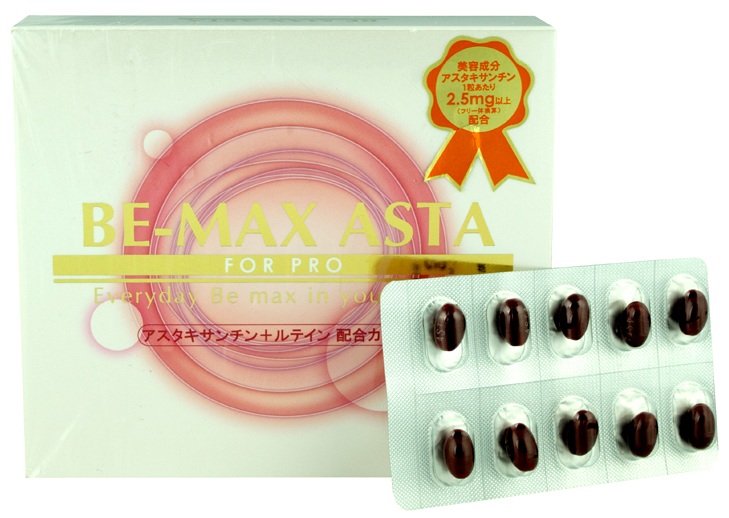 美容成分
アスタキサンチン
1粒あたり
2.5mg以上
(フリー体換算)
配合
BE-MAX ASTA
FOR PRO
Everyday Be max in you
アスタキサンチン+ルテイン 配合カ